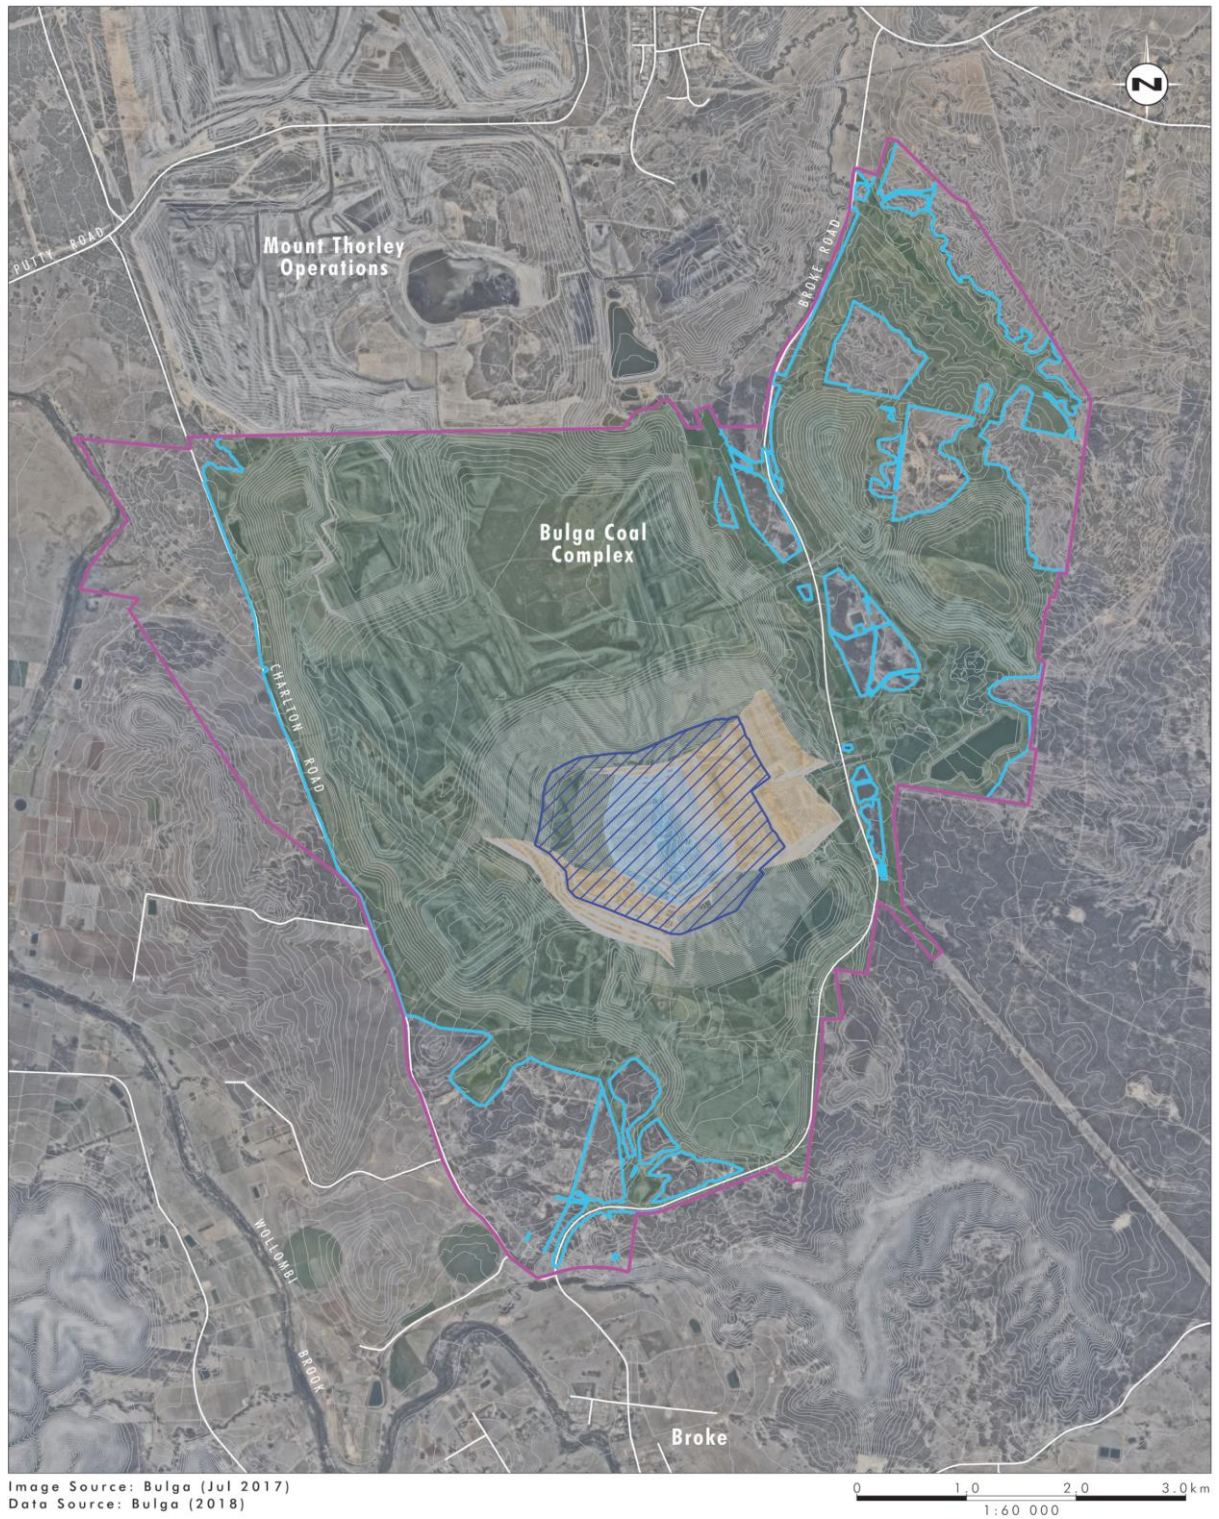 N
PUTTY ROAD
Mount Thorley
Operations
BROKE ROAD
Bulga Coal
Complex
CHARLTON ROAD
WOLLOMBI
BROOK
Broke
Image Source: Bulga (Jul 2017)
Data Source: Bulga (2018)
0 1.0 2.0 3.0km
1:60 000